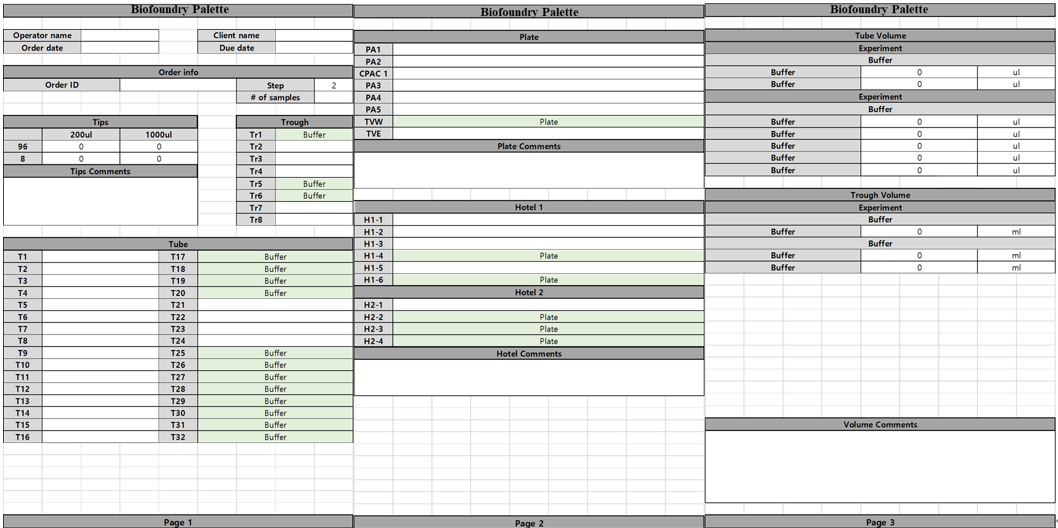 Biofoundry Palette
Operator name Client name
Order date Due date
Order info
Order ID Step 2
# of samples
Tips Trough
200ul 1000ul Tr1 Buffer
Tr2
96 0 0 Tr3
8 0 0 Tr4
Tips Comments
Tr5 Buffer
Tr6 Buffer
Tr7
Tr8
Tube
T1 T17 Buffer
T2 T18 Buffer
T3 T19 Buffer
T4 T20 Buffer
T5 T21
T6 T22
T7 T23
T8 T24
T9 T25 Buffer
T10 T26 Buffer
T11 T27 Buffer
T12 T28 Buffer
T13 T29 Buffer
T14 T30 Buffer
T15 T31 Buffer
T16 T32 Buffer
Page 1
Biofoundry Palette
Plate
PA1
PA2
CPAC 1
PA3
PA4
PA5
TVW Plate
TVE
Plate Comments
Hotel 1
H1-1
H1-2
H1-3
H1-4 Plate
H1-5
H1-6 Plate
Hotel 2
H2-1
H2-2 Plate
H2-3 Plate
H2-4 Plate
Hotel Comments
Page 2
Biofoundry Palette
Tube Volume
Experiment
Buffer
Buffer 0 ul
Buffer 0 ul
Experiment
Buffer
Buffer 0 ul
Buffer 0 ul
Buffer 0 ul
Buffer 0 ul
Buffer 0 ul
Trough Volume
Experiment
Buffer
Buffer 0 ml
Buffer
Buffer 0 ml
Buffer 0 ml
Volume Comments
Page 3